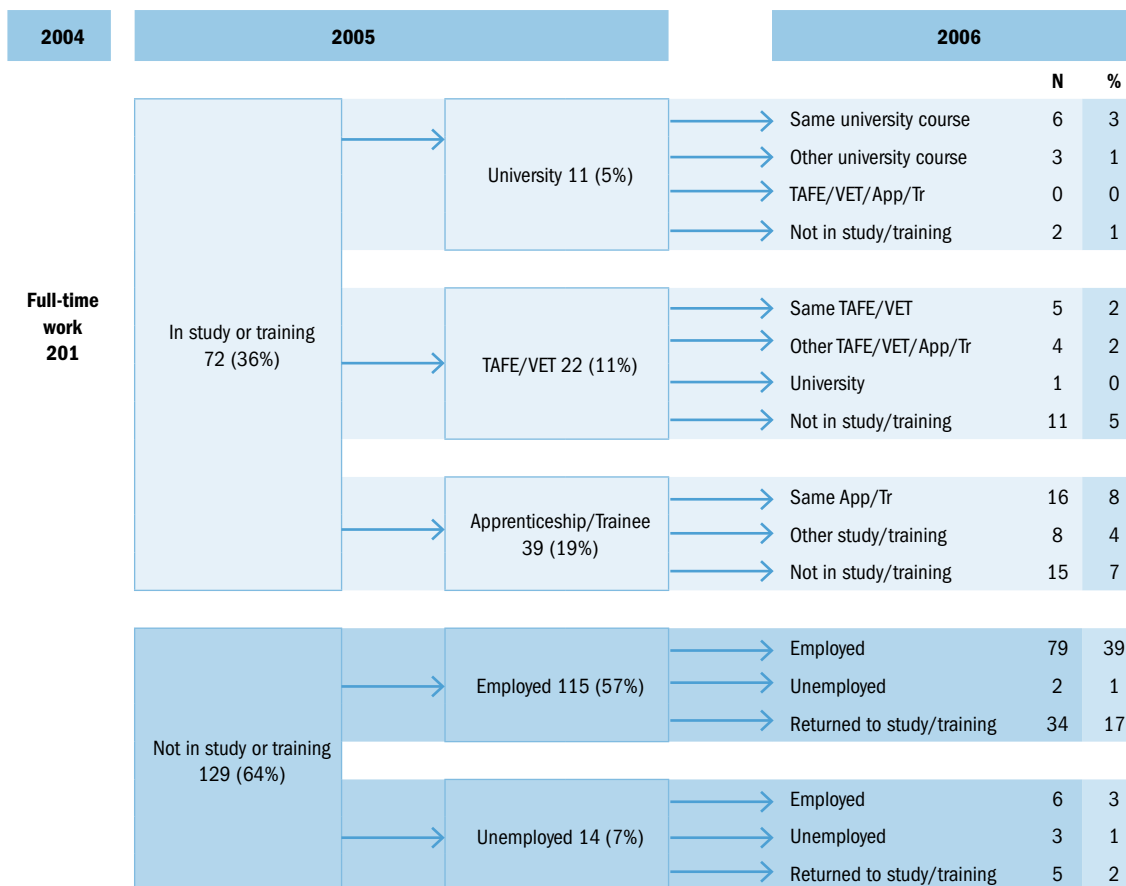 2004 2005 2006
N %
Full-time
work
201
In study or training
72 (36%)
University 11 (5%)
Same university course 6 3
Other university course 3 1
TAFE/VET/App/Tr 0 0
Not in study/training 2 1
TAFE/VET 22 (11%)
Same TAFE/VET 5 2
Other TAFE/VET/App/Tr 4 2
University 1 0
Not in study/training 11 5
Apprenticeship/Trainee
39 (19%)
Same App/Tr 16 8
Other study/training 8 4
Not in study/training 15 7
Not in study or training
129 (64%)
Employed 115 (57%)
Employed 79 39
Unemployed 2 1
Returned to study/training 34 17
Unemployed 14 (7%)
Employed 6 3
Unemployed 3 1
Returned to study/training 5 2